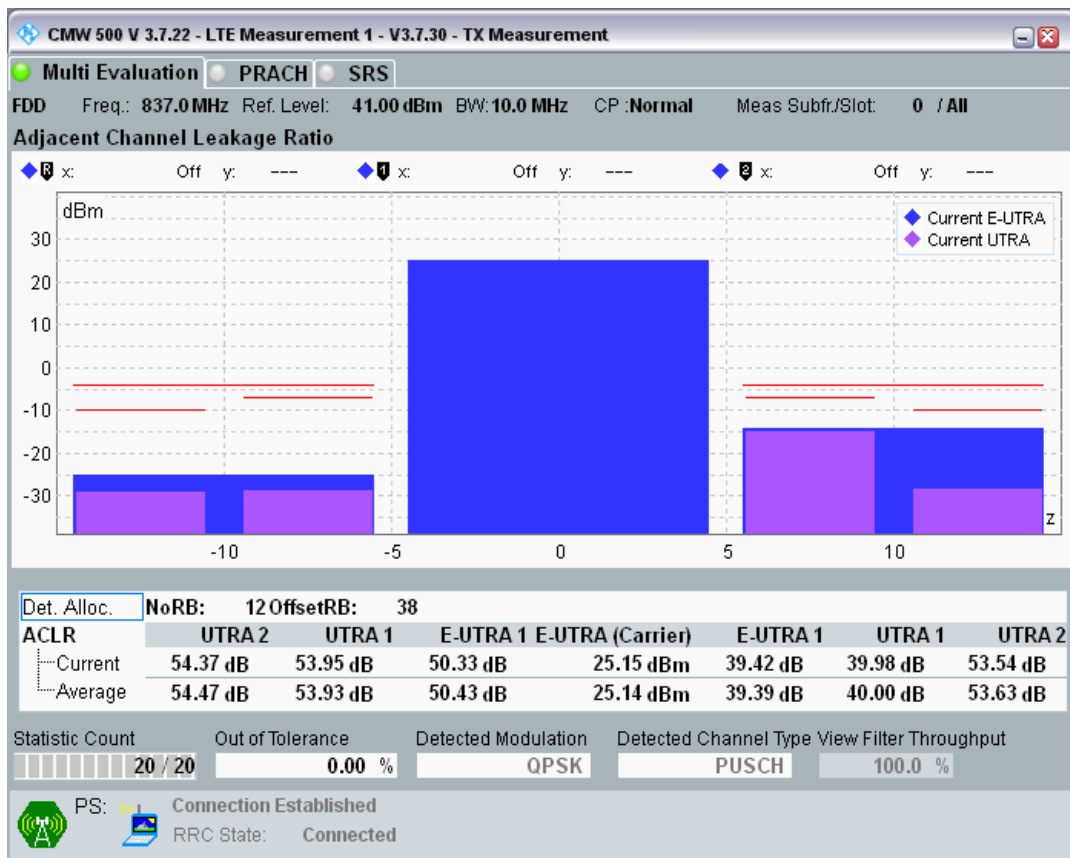 CMW 500 V 3.7.22 - LTE Measurement 1 - V3.7.30 - TX Measurement
Multi Evaluation PRACH SRS
FDD Freq.: 837.0 MHz Ref. Level: 41.00 dBm BW: 10.0 MHz CP :Normal Meas Subfr./Slot: 0 / All
Adjacent Channel Leakage Ratio
R x: Off y: --- 1 x: Off y: --- 2 x: Off y: ---
dBm
Current E-UTRA
Current UTRA
30
20
10
0
-10
-20
-30
z
-10 -5 0 5 10
Det. Alloc. NoRB: 12 OffsetRB: 38
ACLR UTRA 2 UTRA 1 E-UTRA 1 E-UTRA (Carrier) E-UTRA 1 UTRA 1 UTRA 2
Current 54.37 dB 53.95 dB 50.33 dB 25.15 dBm 39.42 dB 39.98 dB 53.54 dB
Average 54.47 dB 53.93 dB 50.43 dB 25.14 dBm 39.39 dB 40.00 dB 53.63 dB
Statistic Count Out of Tolerance Detected Modulation Detected Channel Type View Filter Throughput
20 / 20 0.00 % QPSK PUSCH 100.0 %
PS: Connection Established
RRC State: Connected